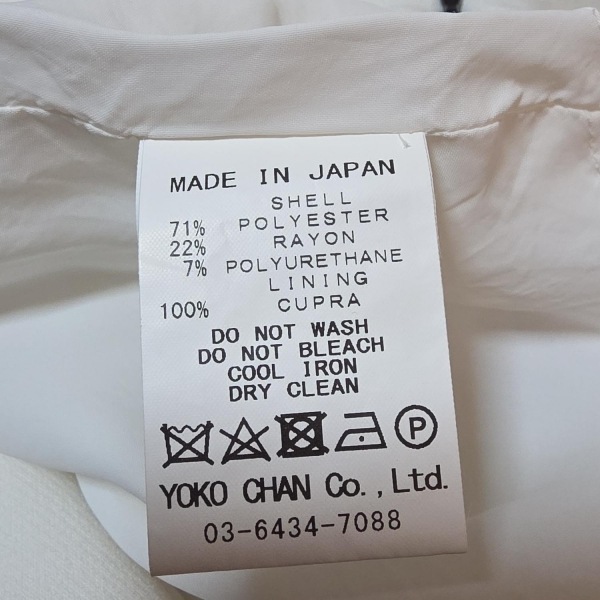 MADE IN JAPAN
SHELL
71% POLYESTER
22% RAYON
7% POLYURETHANE
LINING
100% CUPRA
DO NOT WASH
DO NOT BLEACH
COOL IRON
DRY CLEAN
P
YOKO CHAN Co., Ltd.
03-6434-7088